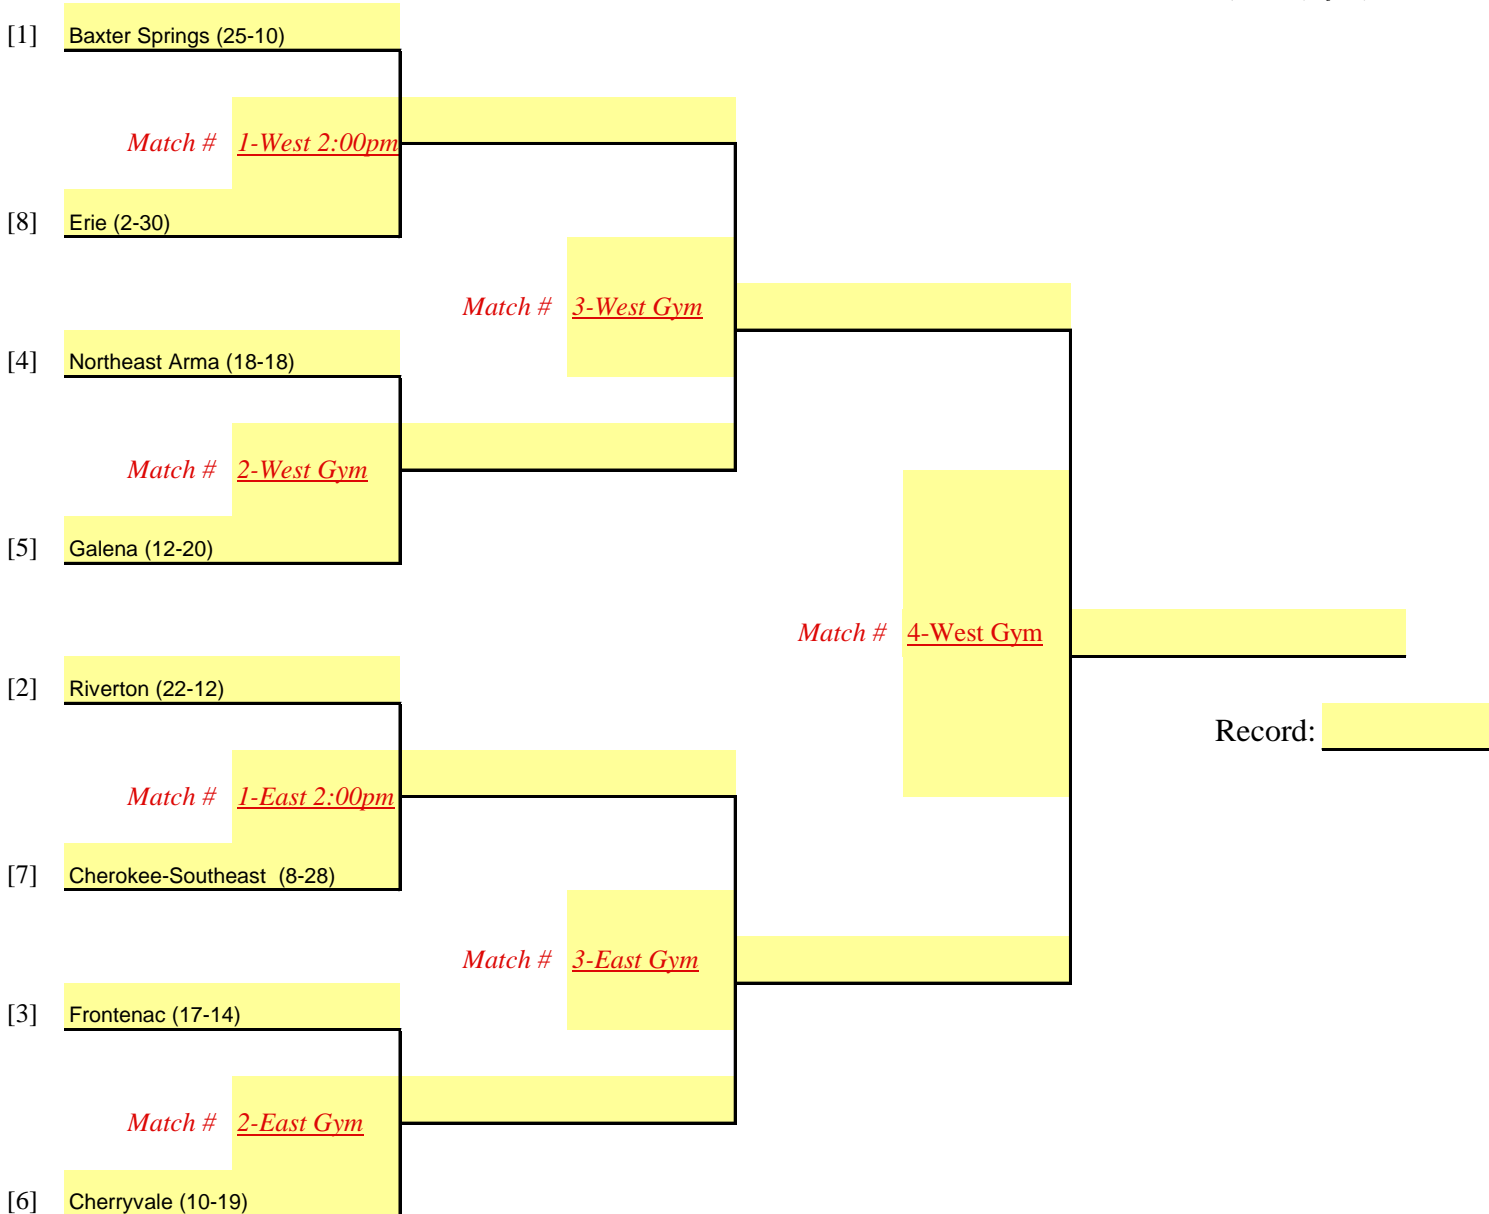 [1] Baxter Springs (25-10)
Match # 1-West 2:00pm
[8] Erie (2-30)
Match # 3-West Gym
[4] Northeast Arma (18-18)
Match # 2-West Gym
[5] Galena (12-20)
Match # 4-West Gym
[2] Riverton (22-12)
Record:
Match # 1-East 2:00pm
[7] Cherokee-Southeast (8-28)
Match # 3-East Gym
[3] Frontenac (17-14)
Match # 2-East Gym
[6] Cherryvale (10-19)